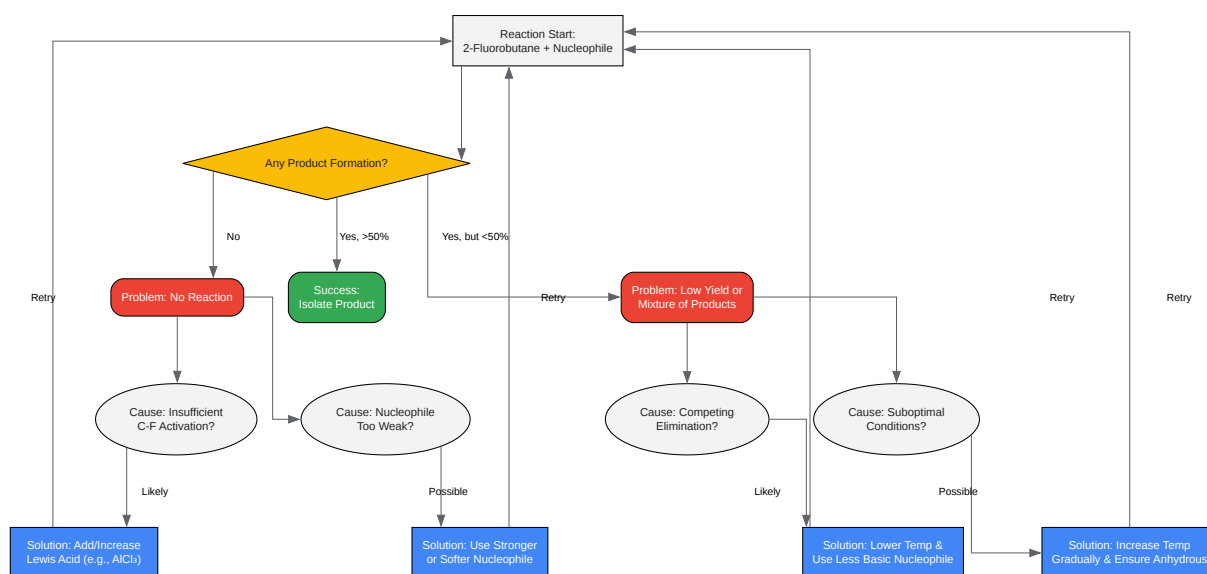 Reaction Start:
2-Fluorobutane + Nucleophile
Any Product Formation?
No
Yes, >50%
Yes, but <50%
Retry
Problem: No Reaction
Success:
Isolate Product
Retry
Problem: Low Yield or
Mixture of Products
Retry
Retry
Cause: Insufficient
C-F Activation?
Cause: Nucleophile
Too Weak?
Cause: Competing
Elimination?
Cause: Suboptimal
Conditions?
Likely
Possible
Likely
Possible
Solution: Add/Increase
Lewis Acid (e.g., AlCl₃)
Solution: Use Stronger
or Softer Nucleophile
Solution: Lower Temp &
Use Less Basic Nucleophile
Solution: Increase Temp
Gradually & Ensure Anhydrous